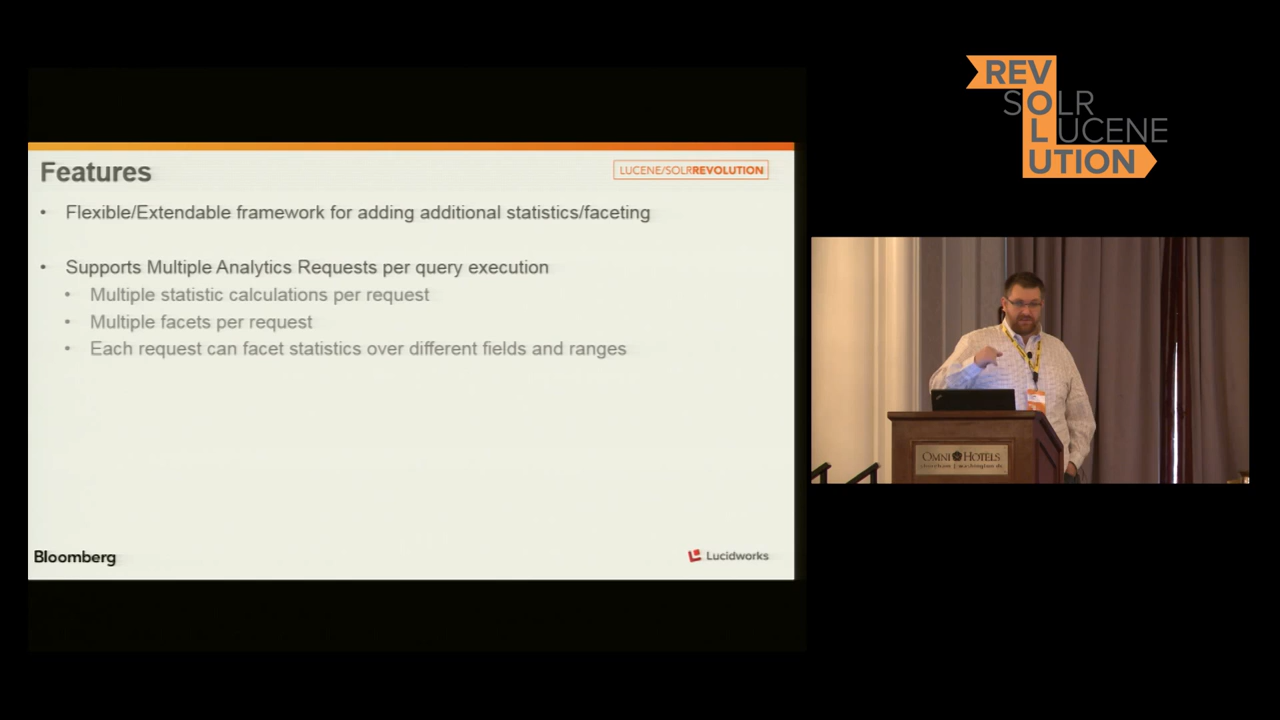 REV
SOLR
LUCENE
UTION
Features
LUCENE/SOLRREVOLUTION
• Flexible/Extendable framework for adding additional statistics/faceting
• Supports Multiple Analytics Requests per query execution
• Multiple statistic calculations per request
• Multiple facets per request
• Each request can facet statistics over different fields and ranges
Bloomberg
Lucidworks
OMNI HOTELS